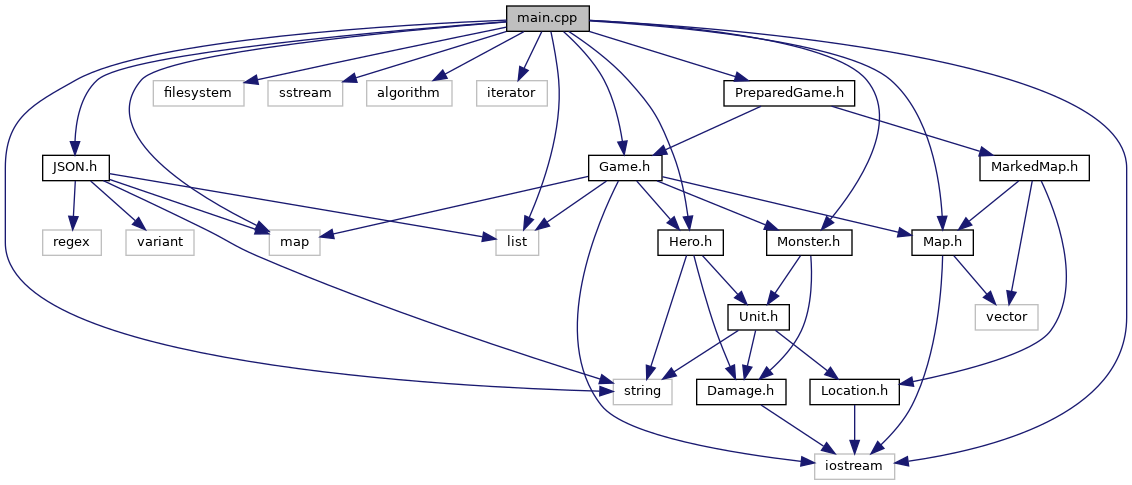 main.cpp
filesystem
sstream
algorithm
iterator
PreparedGame.h
JSON.h
Game.h
MarkedMap.h
regex
variant
map
list
Hero.h
Monster.h
Map.h
Unit.h
vector
string
Damage.h
Location.h
iostream